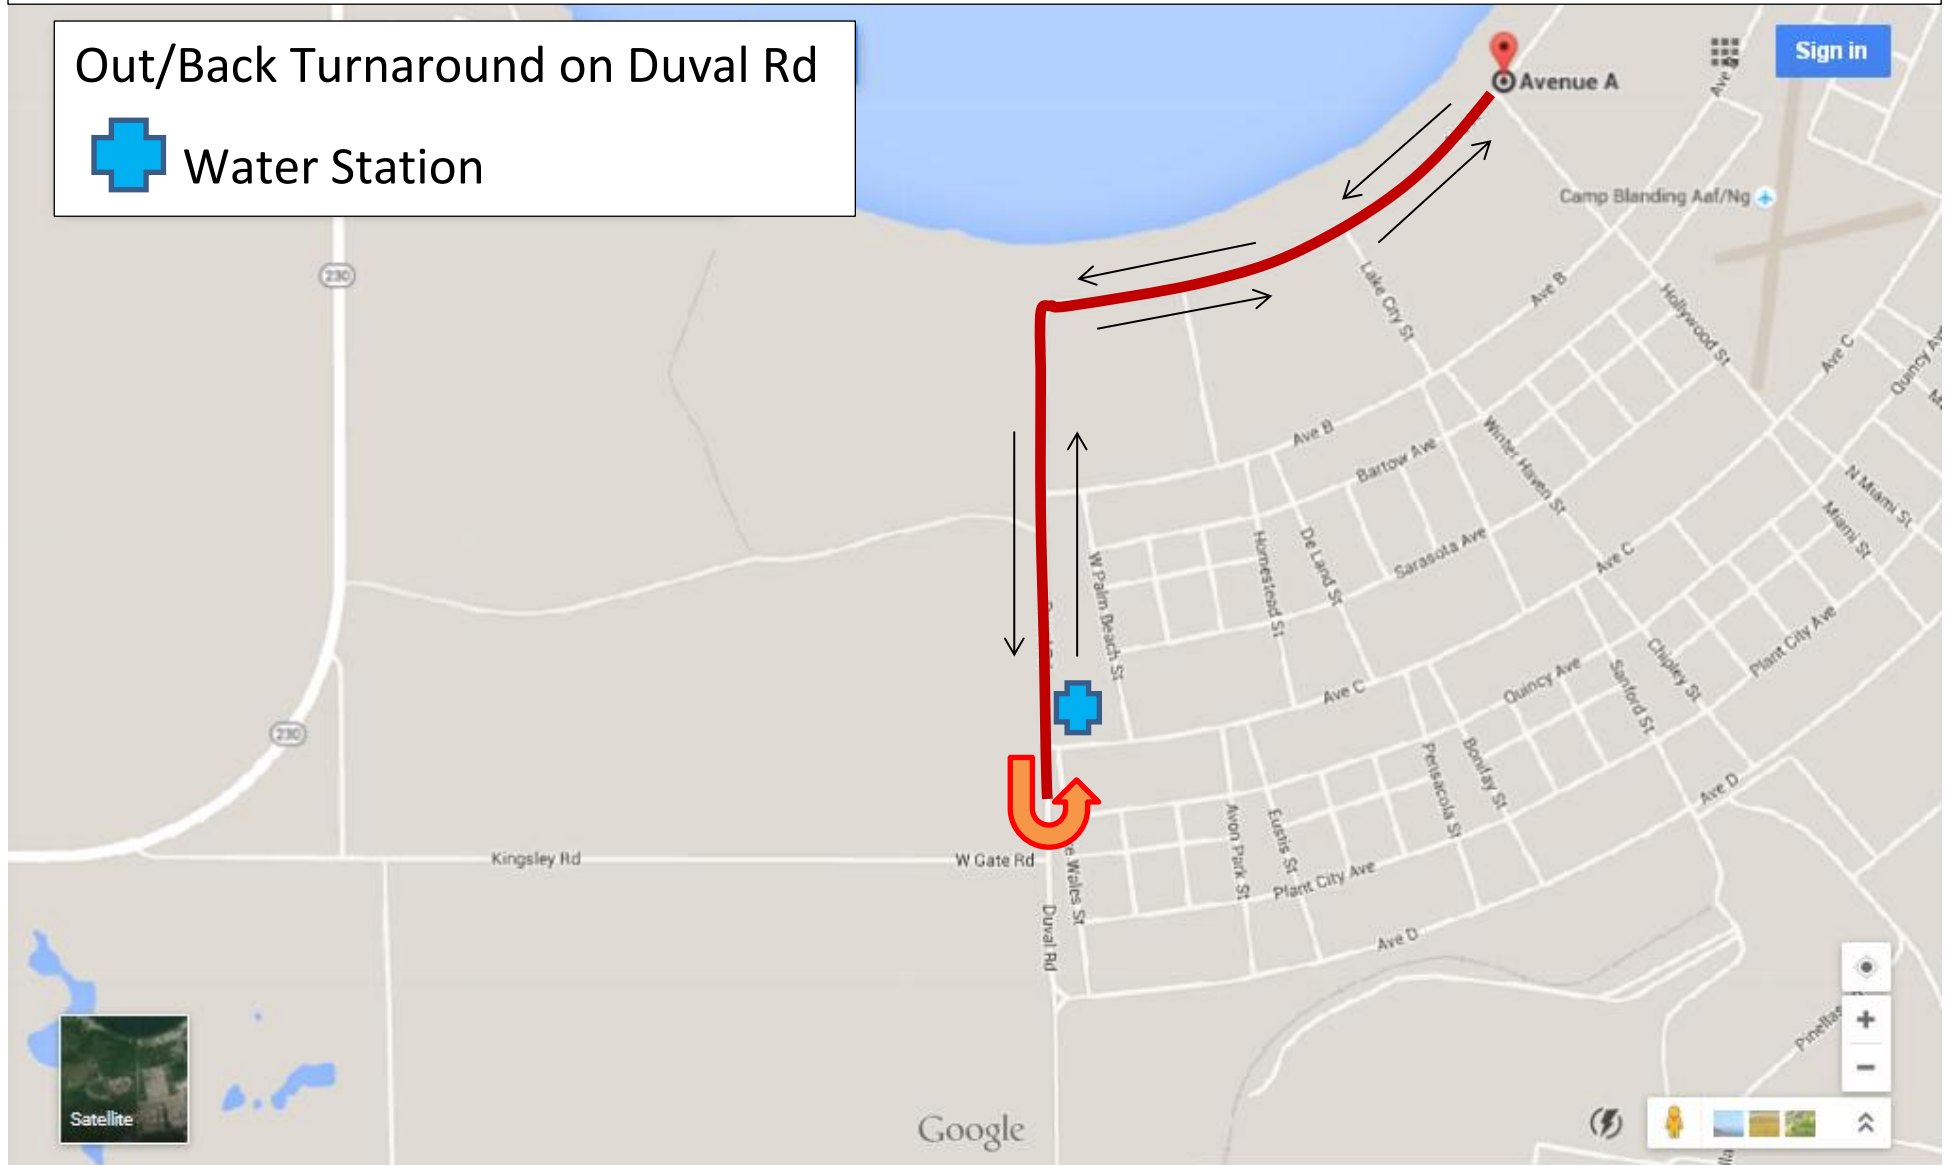 Out/Back Turnaround on Duval Rd
Water Station
Sign in
Avenue A
Camp Blanding Aaf/Ng
230
Lake City St
Ave B
Hollywood St
Ave C
Quincy Ave
Ave B
Bartow Ave
Winter Haven St
N Miami St
Miami St
W Palm Beach St
Homestead St
De Land St
Sarasota Ave
Ave C
Ave C
Quincy Ave
Sanford St
Chipley St
Plant City Ave
230
Pensacola St
Bonifay St
Ave D
Kingsley Rd
W Gate Rd
Avon Park St
Eustis St
Plant City Ave
Wales St
Duval Rd
Ave D
Satellite
Google